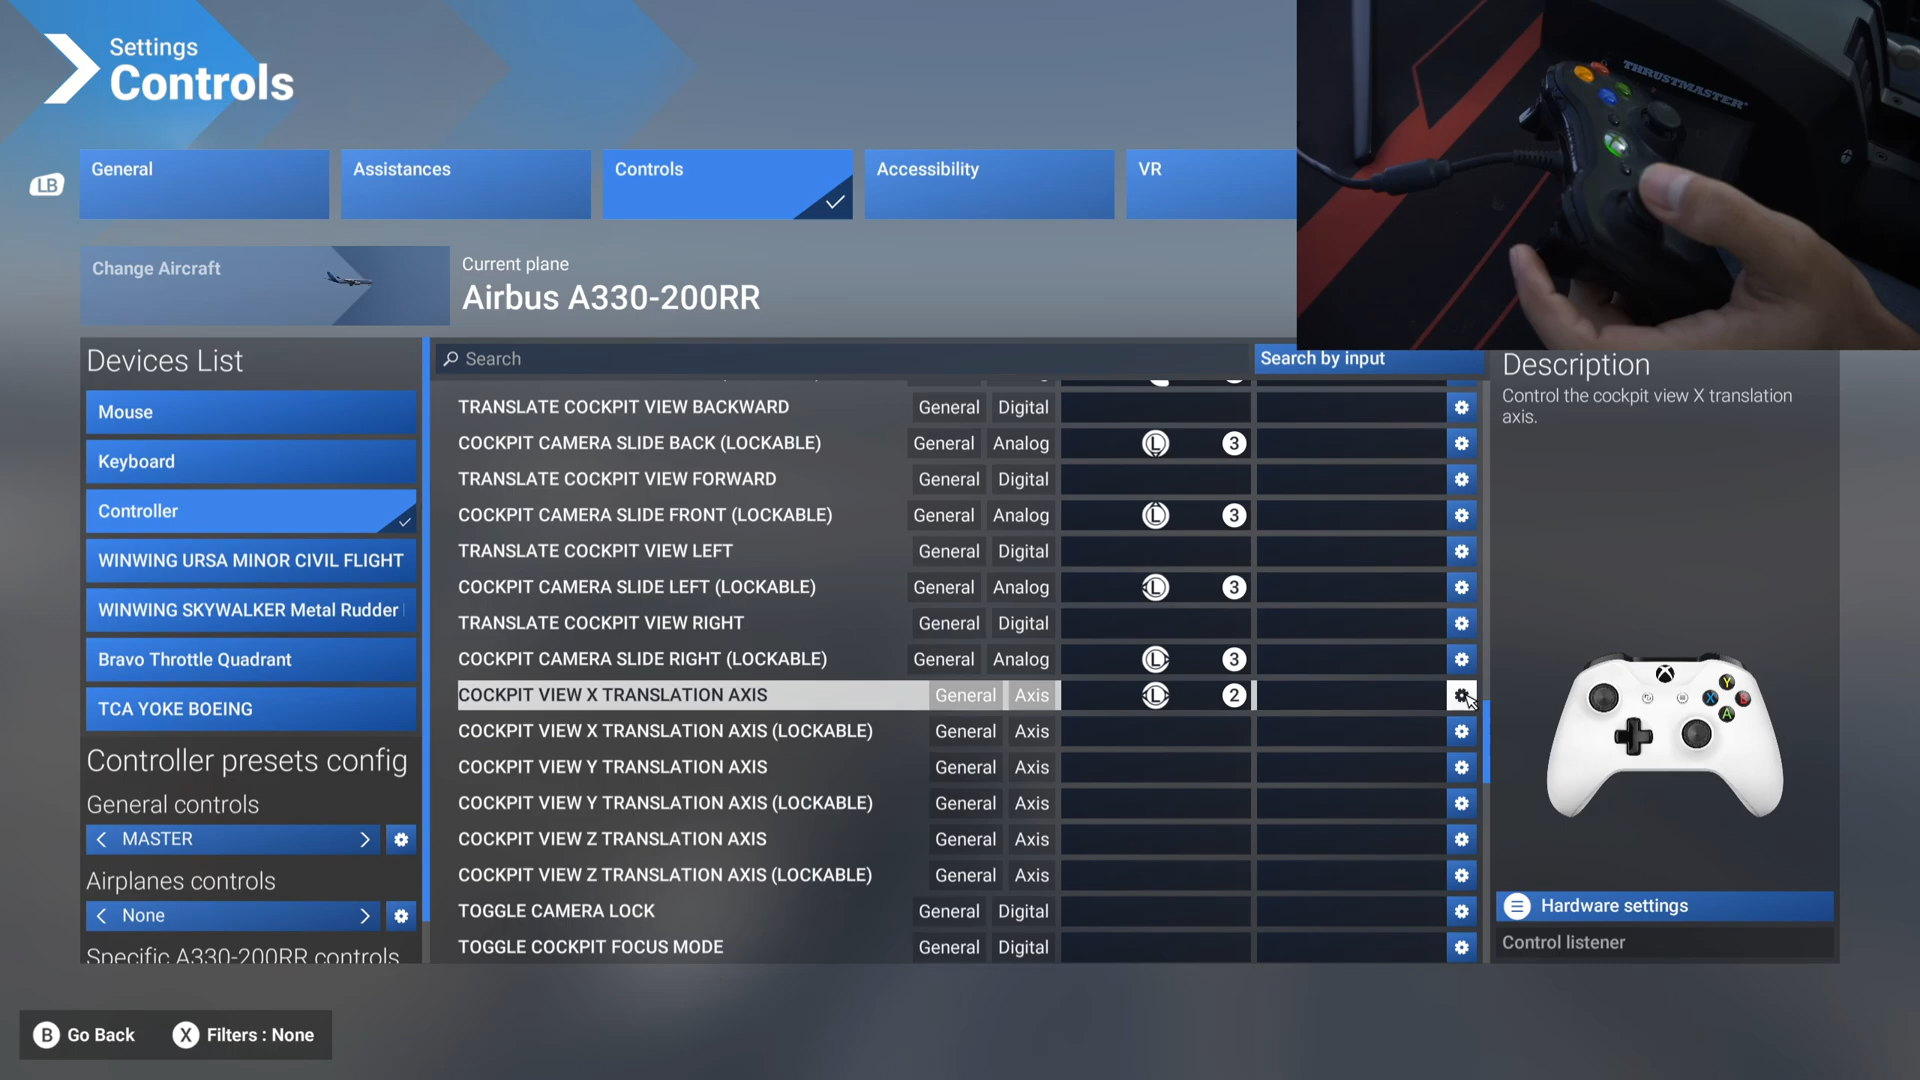 Settings
Controls
LB
General
Assistances
Controls
Accessibility
VR
THRUSTMASTER
Change Aircraft
Current plane
Airbus A330-200RR
Devices List
Mouse
Keyboard
Controller
WINWING URSA MINOR CIVIL FLIGHT
WINWING SKYWALKER Metal Rudder
Bravo Throttle Quadrant
TCA YOKE BOEING
Controller presets config
General controls
MASTER
Airplanes controls
None
Specific A330-200RR controls
Search
Search by input
TRANSLATE COCKPIT VIEW BACKWARD General Digital
COCKPIT CAMERA SLIDE BACK (LOCKABLE) General Analog L 3
TRANSLATE COCKPIT VIEW FORWARD General Digital
COCKPIT CAMERA SLIDE FRONT (LOCKABLE) General Analog L 3
TRANSLATE COCKPIT VIEW LEFT General Digital
COCKPIT CAMERA SLIDE LEFT (LOCKABLE) General Analog L 3
TRANSLATE COCKPIT VIEW RIGHT General Digital
COCKPIT CAMERA SLIDE RIGHT (LOCKABLE) General Analog L 3
COCKPIT VIEW X TRANSLATION AXIS General Axis L 2
COCKPIT VIEW X TRANSLATION AXIS (LOCKABLE) General Axis
COCKPIT VIEW Y TRANSLATION AXIS General Axis
COCKPIT VIEW Y TRANSLATION AXIS (LOCKABLE) General Axis
COCKPIT VIEW Z TRANSLATION AXIS General Axis
COCKPIT VIEW Z TRANSLATION AXIS (LOCKABLE) General Axis
TOGGLE CAMERA LOCK General Digital
TOGGLE COCKPIT FOCUS MODE General Digital
Description
Control the cockpit view X translation
axis.
Y
X B
A
Hardware settings
Control listener
B Go Back X Filters : None